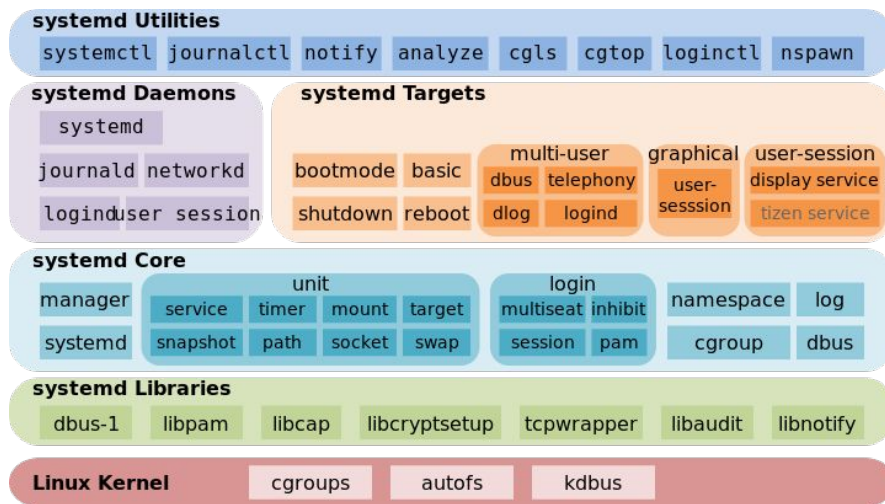 systemd Utilities
systemctl journalctl notify analyze cgls cgtop loginctl nspawn
systemd Daemons
systemd
journald networkd
logind user session
systemd Targets
bootmode basic
shutdown reboot
multi-user
dbus telephony
dlog logind
graphical
user-
sesssion
user-session
display service
tizen service
systemd Core
manager
systemd
unit
service timer mount target
snapshot path socket swap
login
multiseat inhibit
session pam
namespace log
cgroup dbus
systemd Libraries
dbus-1 libpam libcap libcryptsetup tcpwrapper libaudit libnotify
Linux Kernel cgroups autofs kdbus